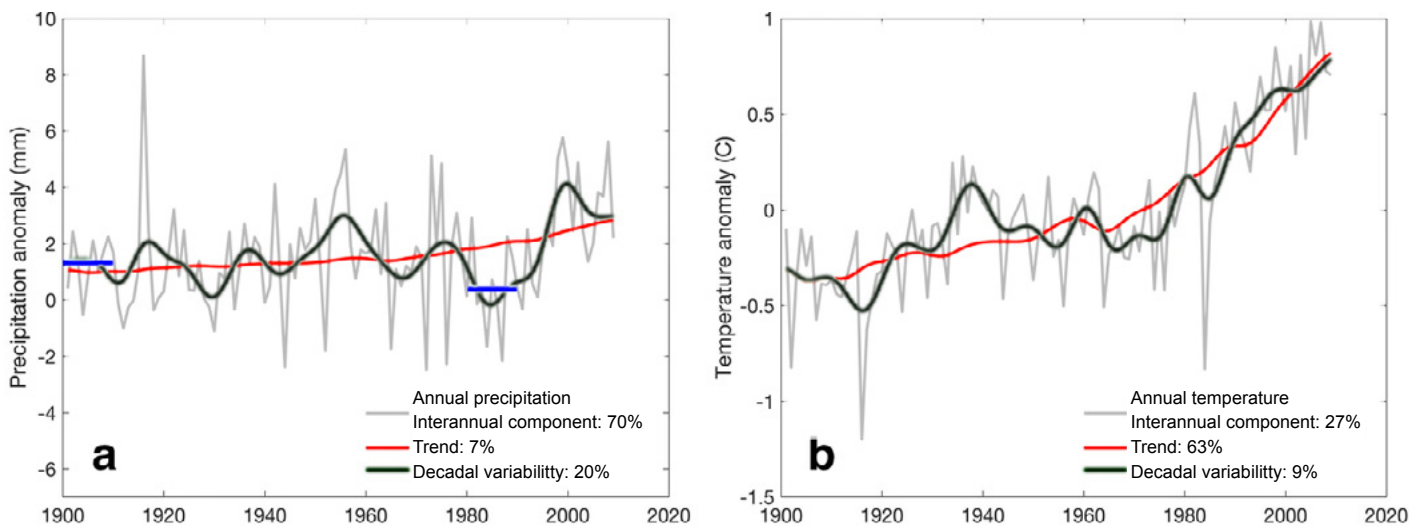 10
8
6
4
2
0
-2
-4
-6
Precipitation anomaly (mm)
Annual precipitation
Interannual component: 70%
Trend: 7%
Decadal variabilitty: 20%
a
1900 1920 1940 1960 1980 2000 2020
1
0.5
0
-0.5
-1
-1.5
Temperature anomaly (C)
Annual temperature
Interannual component: 27%
Trend: 63%
Decadal variabilitty: 9%
b
1900 1920 1940 1960 1980 2000 2020